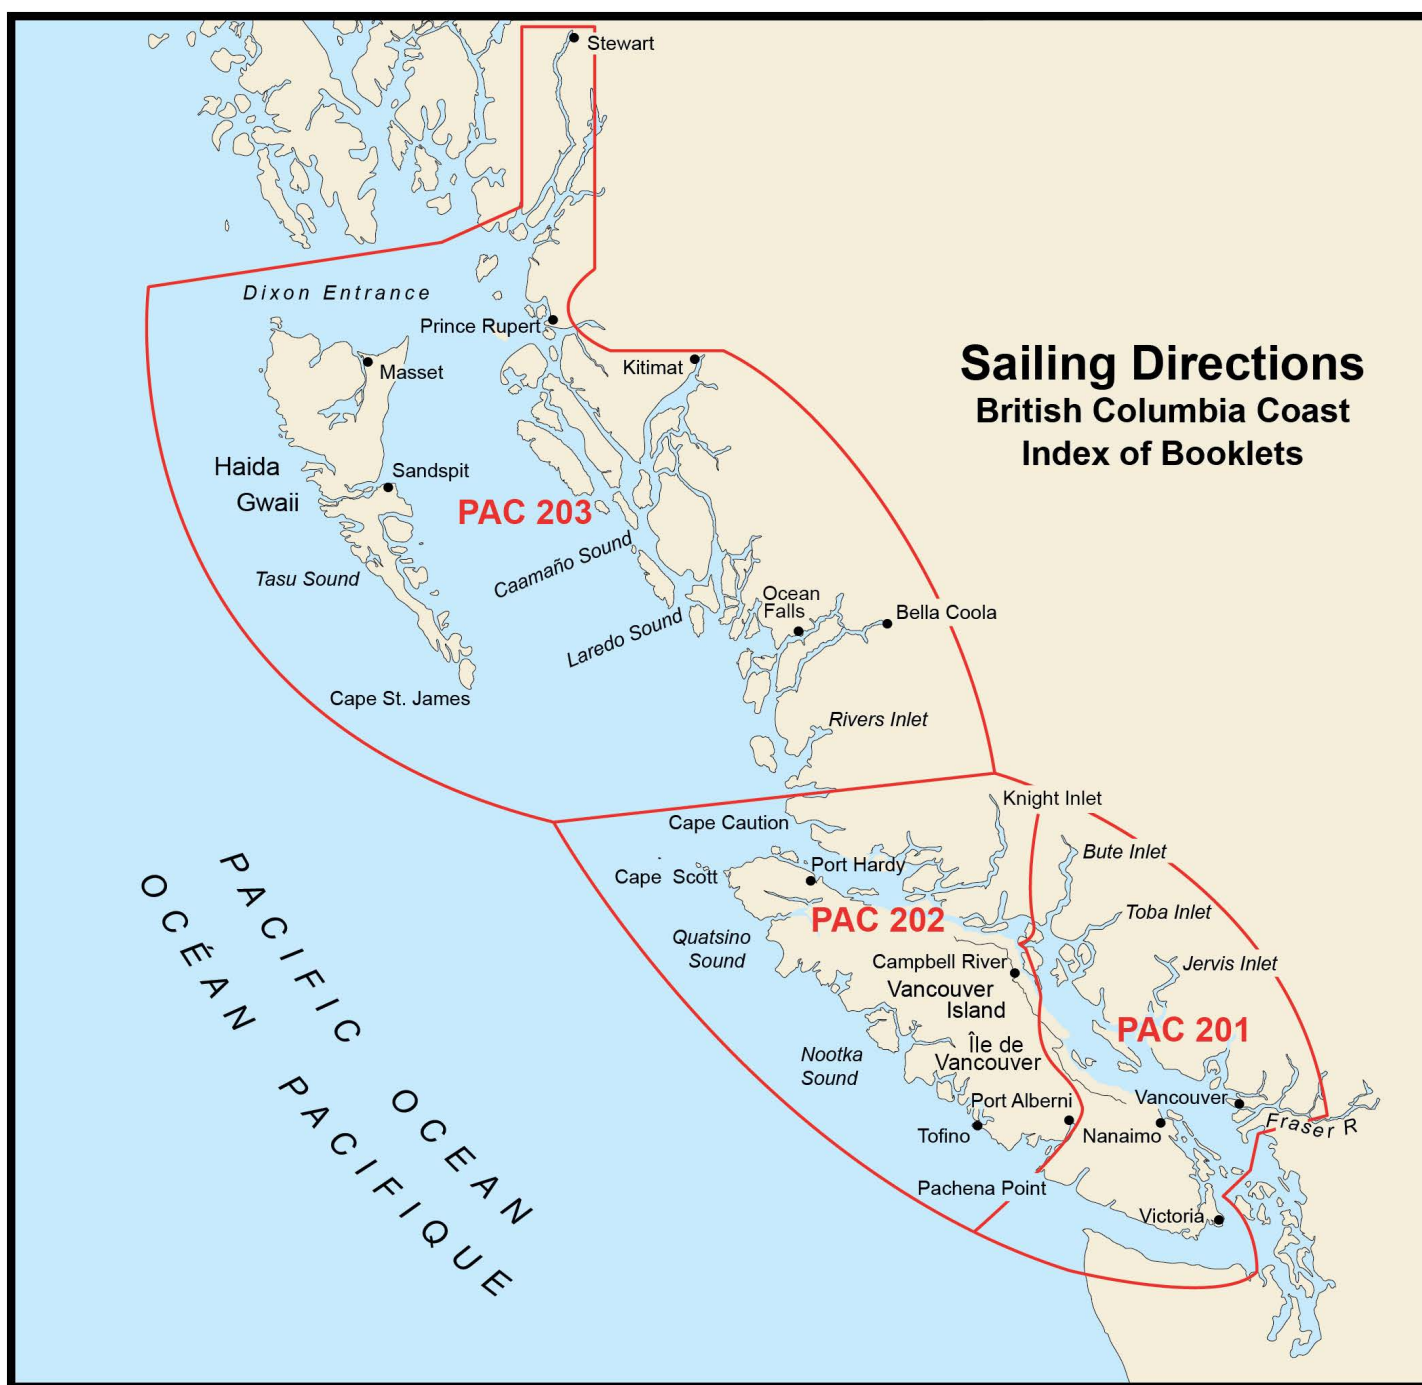 Stewart
Dixon Entrance
Prince Rupert
Masset
Kitimat
Sailing Directions
British Columbia Coast
Index of Booklets
Haida
Gwaii
Sandspit
PAC 203
Tasu Sound
Caamaño Sound
Ocean
Falls
Bella Coola
Laredo Sound
Cape St. James
Rivers Inlet
Knight Inlet
Cape Caution
Bute Inlet
Port Hardy
Cape Scott
Toba Inlet
PAC 202
Quatsino
Sound
Campbell River
Jervis Inlet
Vancouver
Island
PAC 201
Île de
Vancouver
Nootka
Sound
Port Alberni
Vancouver
Fraser R
Tofino
Nanaimo
Pachena Point
Victoria
PACIFIC OCEAN
OCÉAN PACIFIQUE